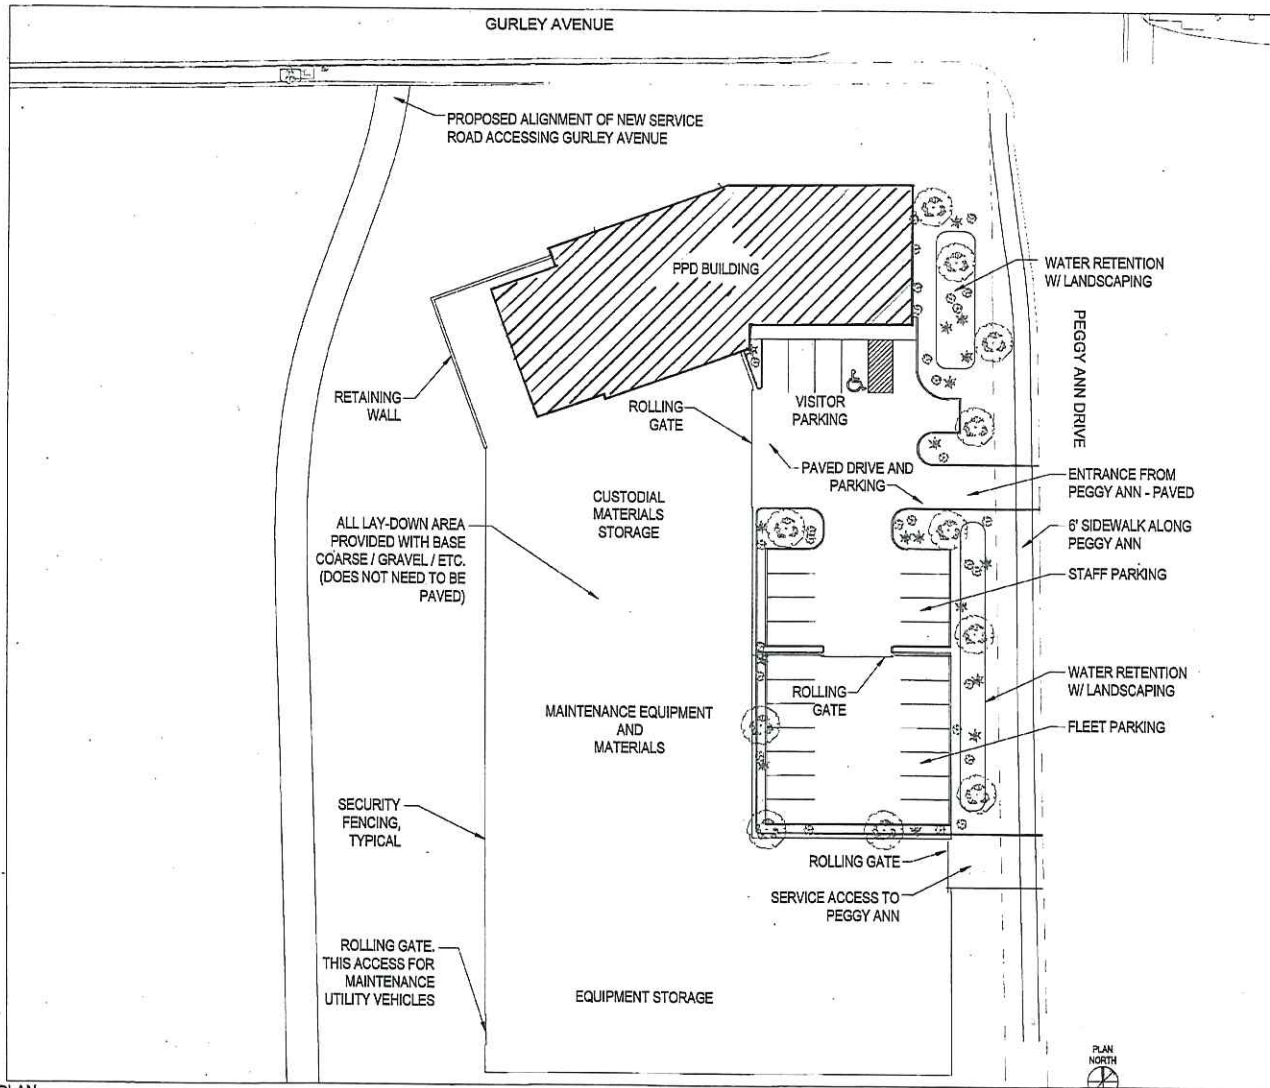 GURLEY AVENUE
PROPOSED ALIGNMENT OF NEW SERVICE
ROAD ACCESSING GURLEY AVENUE
PPD BUILDING
WATER RETENTION
W/ LANDSCAPING
PEGGY ANN DRIVE
RETAINING
WALL
ROLLING
GATE
VISITOR
PARKING
PAVED DRIVE AND
PARKING
ENTRANCE FROM
PEGGY ANN - PAVED
CUSTODIAL
MATERIALS
STORAGE
6' SIDEWALK ALONG
PEGGY ANN
ALL LAY-DOWN AREA
PROVIDED WITH BASE
COARSE / GRAVEL / ETC.
(DOES NOT NEED TO BE
PAVED)
STAFF PARKING
WATER RETENTION
W/ LANDSCAPING
ROLLING
GATE
MAINTENANCE EQUIPMENT
AND
MATERIALS
FLEET PARKING
SECURITY
FENCING,
TYPICAL
ROLLING GATE
SERVICE ACCESS TO
PEGGY ANN
ROLLING GATE.
THIS ACCESS FOR
MAINTENANCE
UTILITY VEHICLES
EQUIPMENT STORAGE
PLAN
NORTH